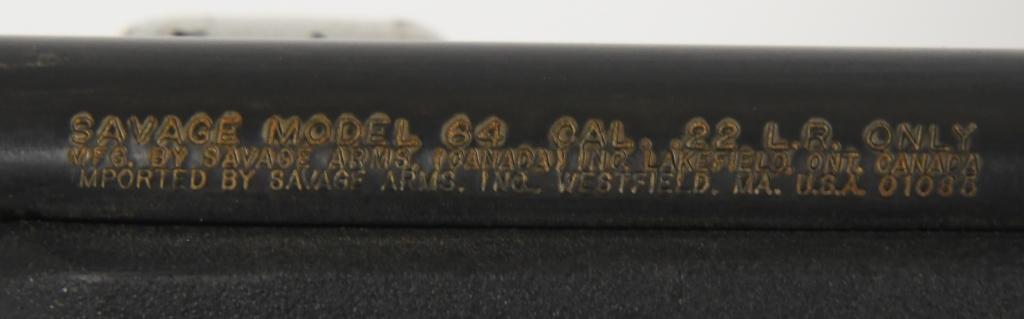 SAVAGE MODEL 64 CAL. .22 L.R. ONLY
MFG. BY SAVAGE ARMS, (CANADA) INC. LAKEFIELD, ONT. CANADA
MPORTED BY SAVAGE ARMS, INC. WESTFIELD, MA. U.S.A. 01085